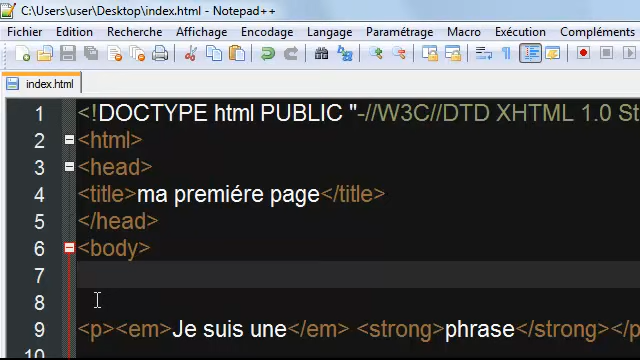 C:\Users\user\Desktop\index.html - Notepad++
Fichier Edition Recherche Affichage Encodage Langage Paramétrage Macro Exécution Compléments
index.html
1 <!DOCTYPE html PUBLIC "-//W3C//DTD XHTML 1.0 St
2 <html>
3 <head>
4 <title>ma premiére page</title>
5 </head>
6 <body>
7
8
9 <p><em>Je suis une</em> <strong>phrase</strong></p
10